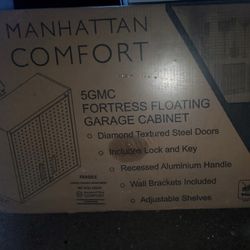 MANHATTAN
COMFORT
5GMC
FORTRESS FLOATING
GARAGE CABINET
Diamond Textured Steel Doors
Includes Lock and Key
Recessed Aluminium Handle
Wall Brackets Included
Adjustable Shelves
FRAGILE